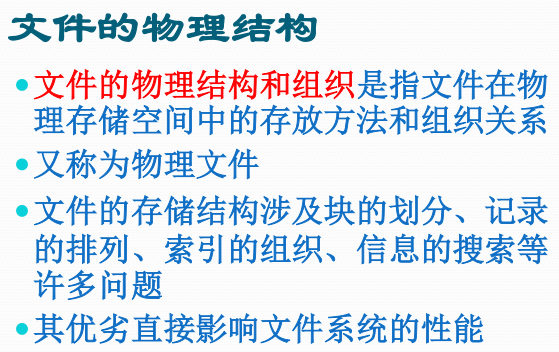 文件的物理结构
文件的物理结构和组织是指文件在物
理存储空间中的存放方法和组织关系
又称为物理文件
文件的存储结构涉及块的划分、记录
的排列、索引的组织、信息的搜索等
许多问题
其优劣直接影响文件系统的性能